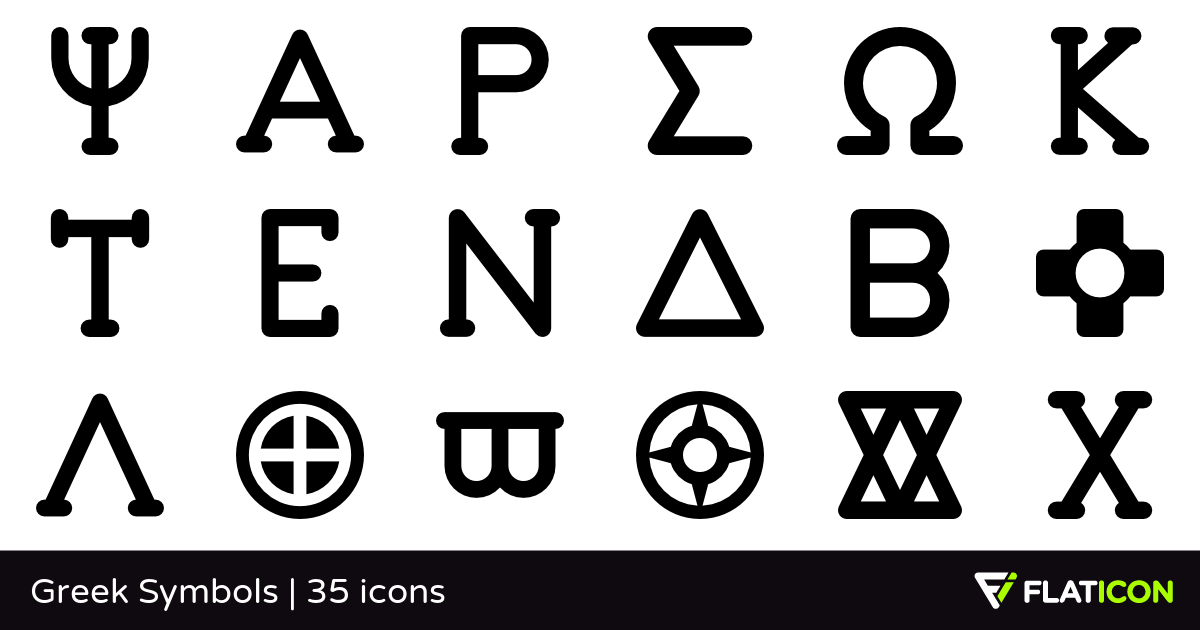 Ψ Α Ρ Σ Ω Κ
Τ Ε Ν Δ Β
Λ ϖ Χ
Greek Symbols | 35 icons
FLATICON